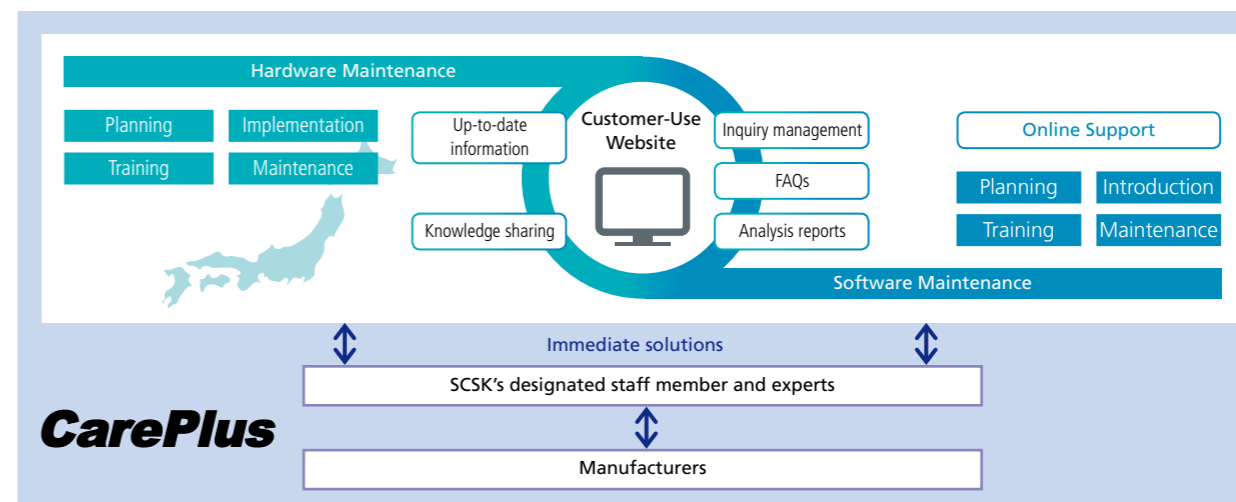 Hardware Maintenance
Planning
Implementation
Training
Maintenance
Up-to-date
information
Knowledge sharing
Customer-Use
Website
Inquiry management
FAQs
Analysis reports
Online Support
Planning
Introduction
Training
Maintenance
Software Maintenance
Immediate solutions
SCSK’s designated staff member and experts
CarePlus
Manufacturers